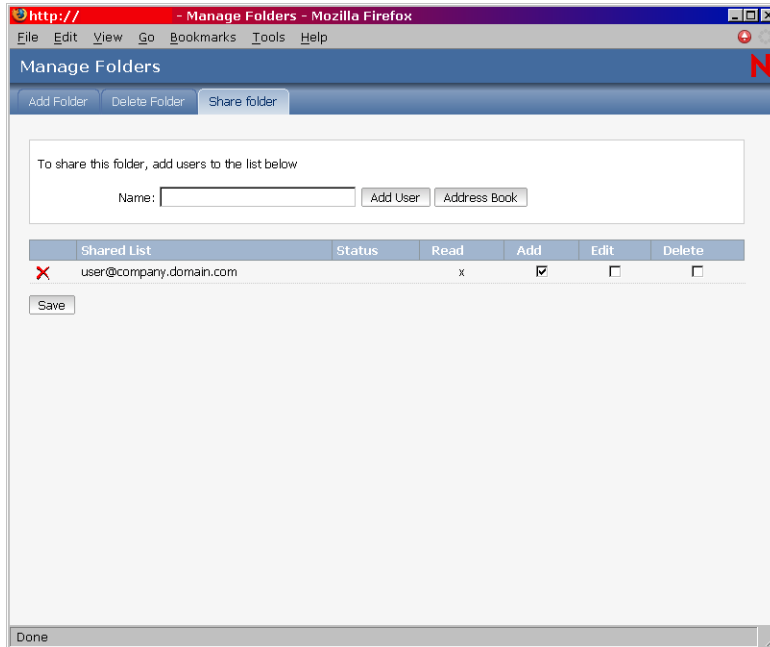 http:// - Manage Folders - Mozilla Firefox
File Edit View Go Bookmarks Tools Help
Manage Folders
N
Add Folder Delete Folder Share folder
To share this folder, add users to the list below
Name: Add User Address Book
Shared List Status Read Add Edit Delete
user@company.domain.com x
Save
Done